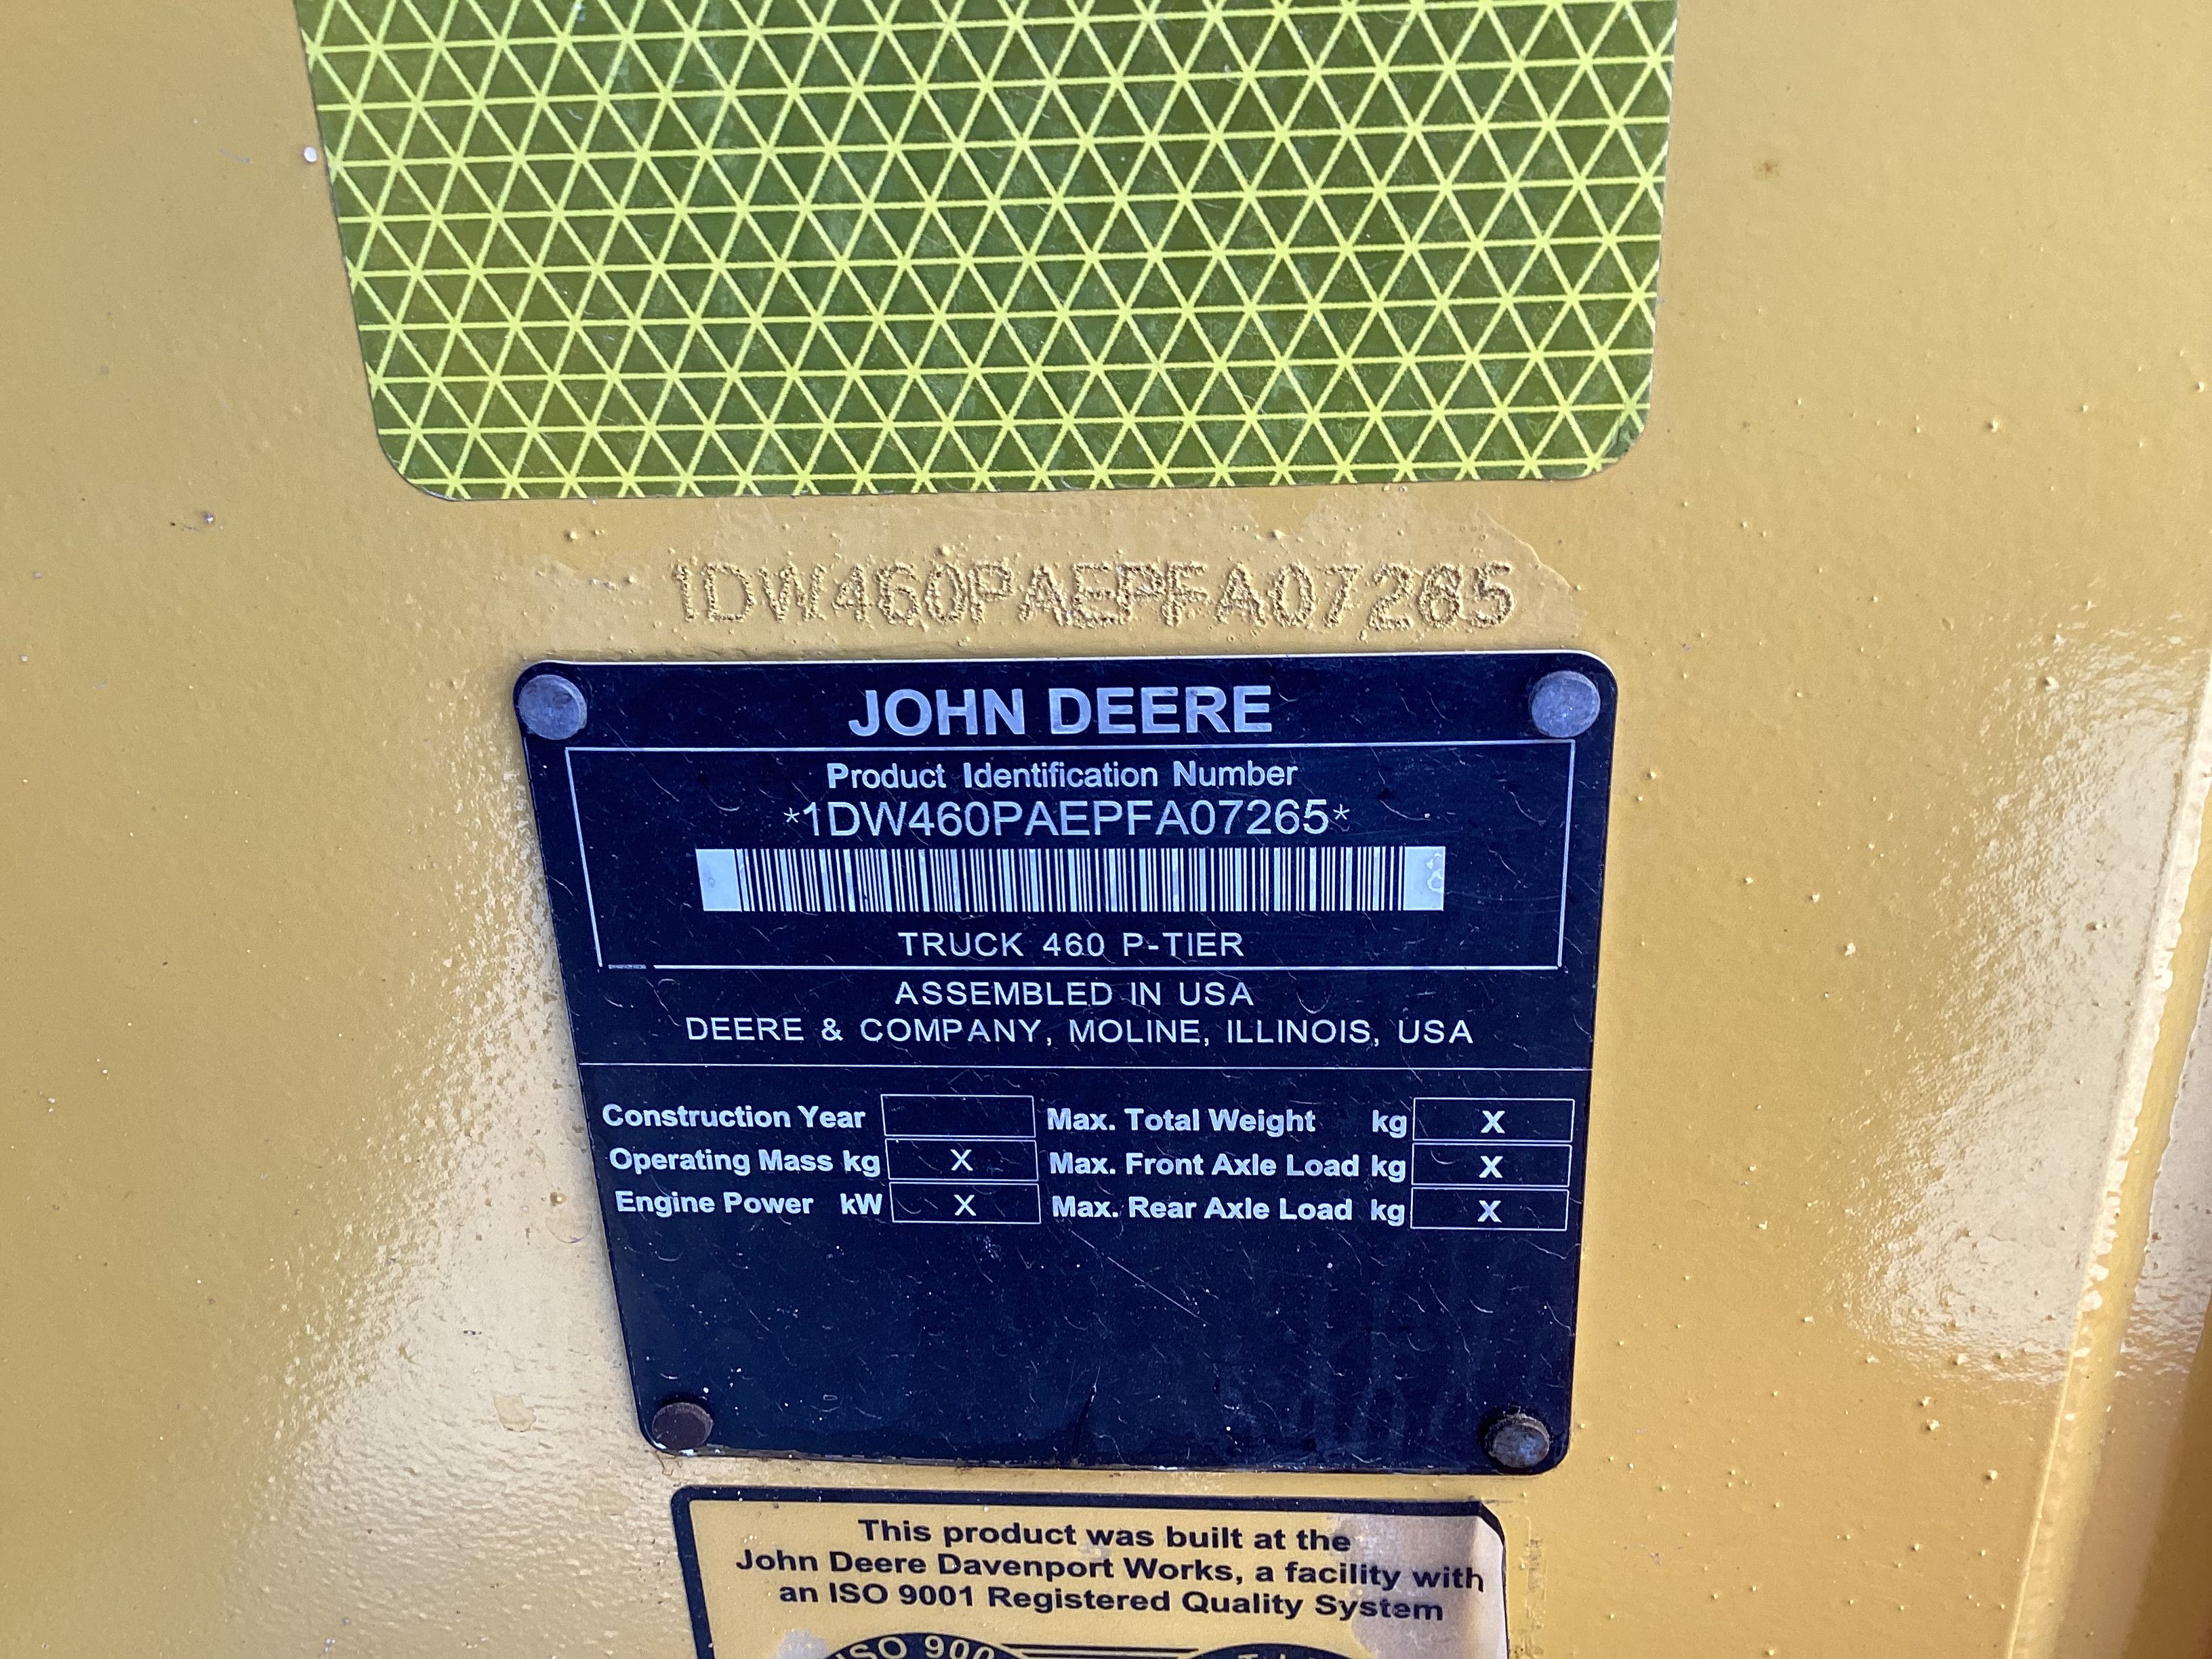 1DW460PAEPFA07265
JOHN DEERE
Product Identification Number
*1DW460PAEPFA07265*
TRUCK 460 P-TIER
ASSEMBLED IN USA
DEERE & COMPANY, MOLINE, ILLINOIS, USA
Construction Year Max. Total Weight kg X
Operating Mass kg X Max. Front Axle Load kg X
Engine Power kW X Max. Rear Axle Load kg X
This product was built at the
John Deere Davenport Works, a facility with
an ISO 9001 Registered Quality System
ISO 900